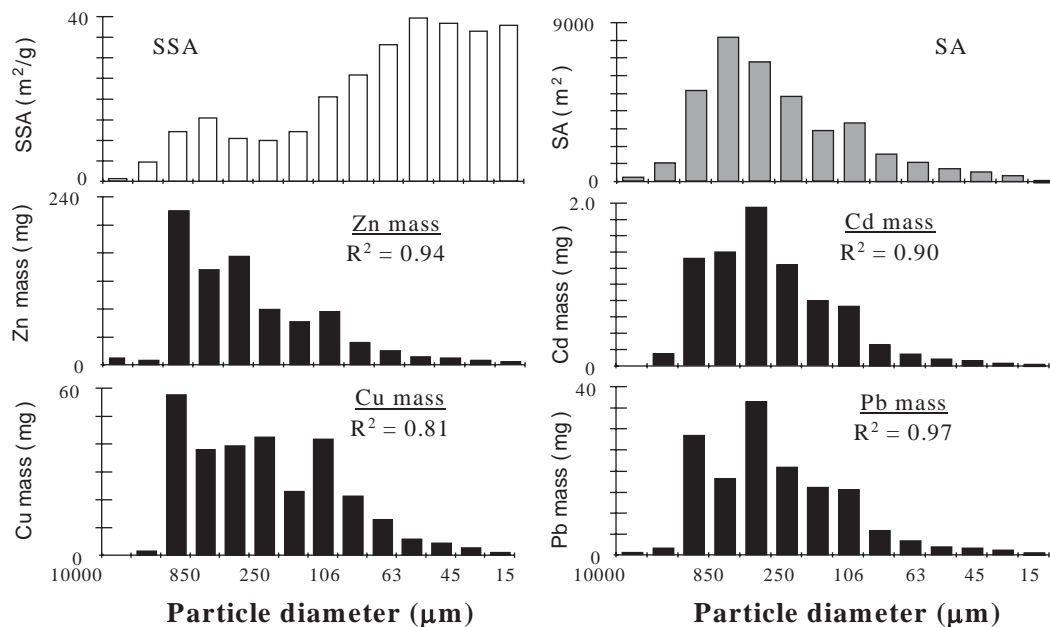 40
SSA
SSA ( m²/g)
0
9000
SA
SA ( m²)
0
240
Zn mass
R² = 0.94
Zn mass ( mg)
0
2.0
Cd mass
R² = 0.90
Cd mass ( mg)
0
60
Cu mass
R² = 0.81
Cu mass ( mg)
0
10000 850 250 106 63 45 15
Particle diameter (μm)
40
Pb mass
R² = 0.97
Pb mass ( mg)
0
10000 850 250 106 63 45 15
Particle diameter (μm)